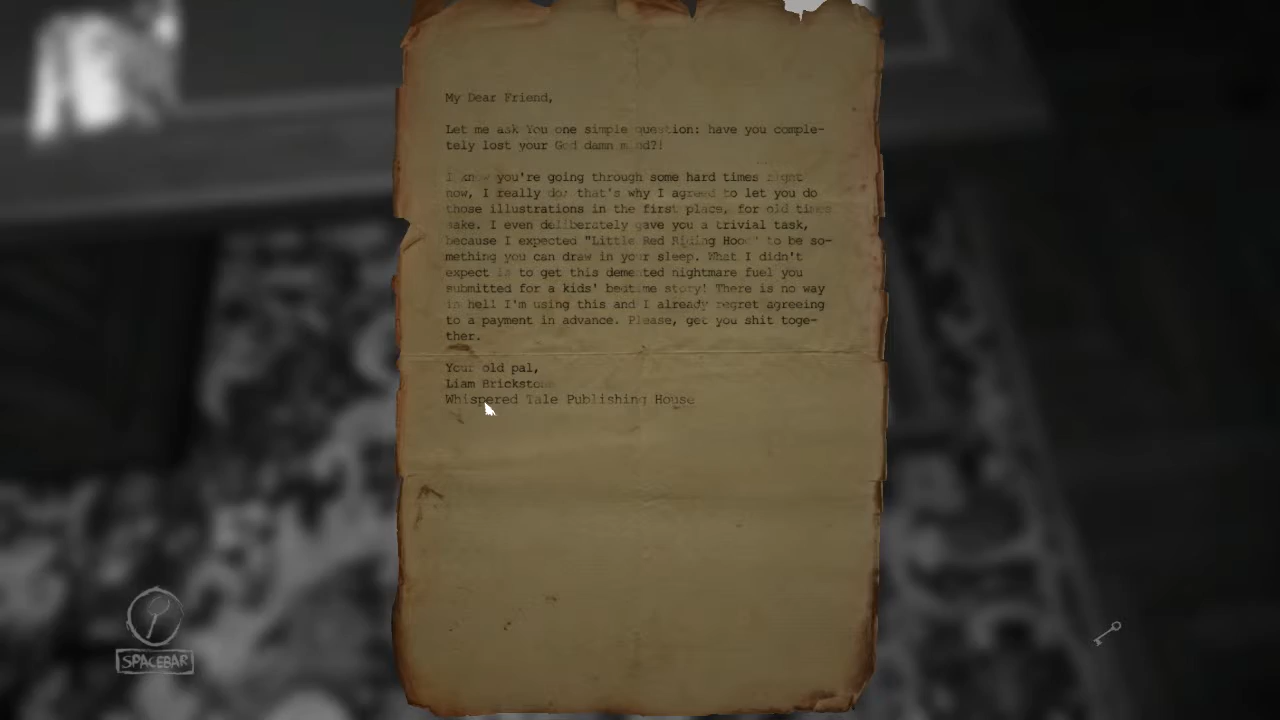 My Dear Friend,
Let me ask You one simple question: have you comple-
tely lost your God damn mind?!
I know you're going through some hard times right
now, I really do; that's why I agreed to let you do
those illustrations in the first place, for old times
sake. I even deliberately gave you a trivial task,
because I expected "Little Red Riding Hood" to be so-
mething you can draw in your sleep. What I didn't
expect is to get this demented nightmare fuel you
submitted for a kids' bedtime story! There is no way
in hell I'm using this and I already regret agreeing
to a payment in advance. Please, get you shit toge-
ther.
Your old pal,
Liam Brickstone
Whispered Tale Publishing House
SPACEBAR